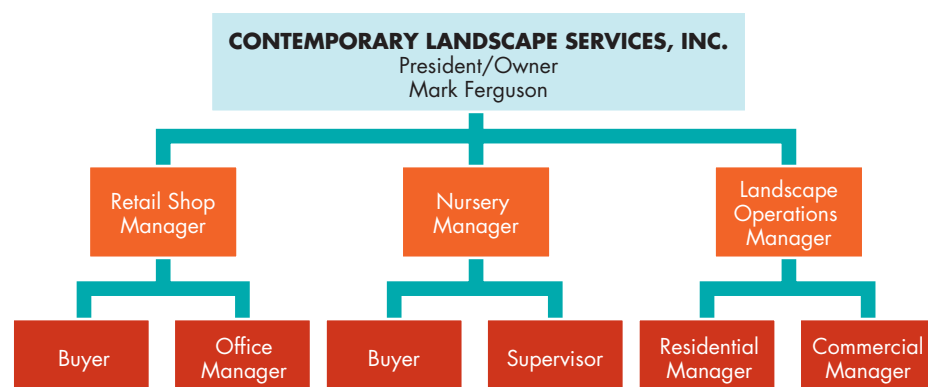 CONTEMPORARY LANDSCAPE SERVICES, INC.
President/Owner
Mark Ferguson
Retail Shop
Manager
Nursery
Manager
Landscape
Operations
Manager
Buyer
Office
Manager
Buyer
Supervisor
Residential
Manager
Commercial
Manager